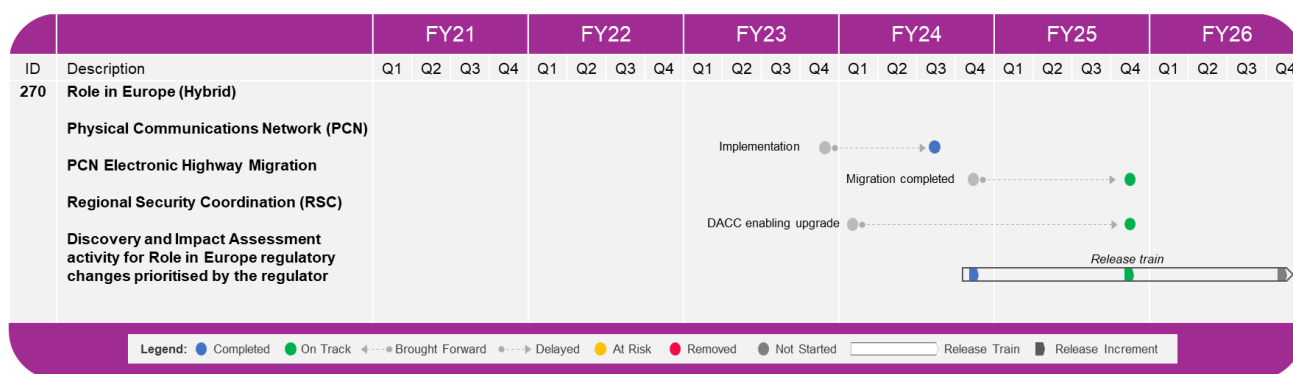 FY21 FY22 FY23 FY24 FY25 FY26
ID Description Q1 Q2 Q3 Q4 Q1 Q2 Q3 Q4 Q1 Q2 Q3 Q4 Q1 Q2 Q3 Q4 Q1 Q2 Q3 Q4 Q1 Q2 Q3 Q4
270 Role in Europe (Hybrid)
Physical Communications Network (PCN)
Implementation
PCN Electronic Highway Migration
Migration completed
Regional Security Coordination (RSC)
DACC enabling upgrade
Discovery and Impact Assessment
activity for Role in Europe regulatory
changes prioritised by the regulator
Release train
Legend: Completed On Track Brought Forward Delayed At Risk Removed Not Started Release Train Release Increment